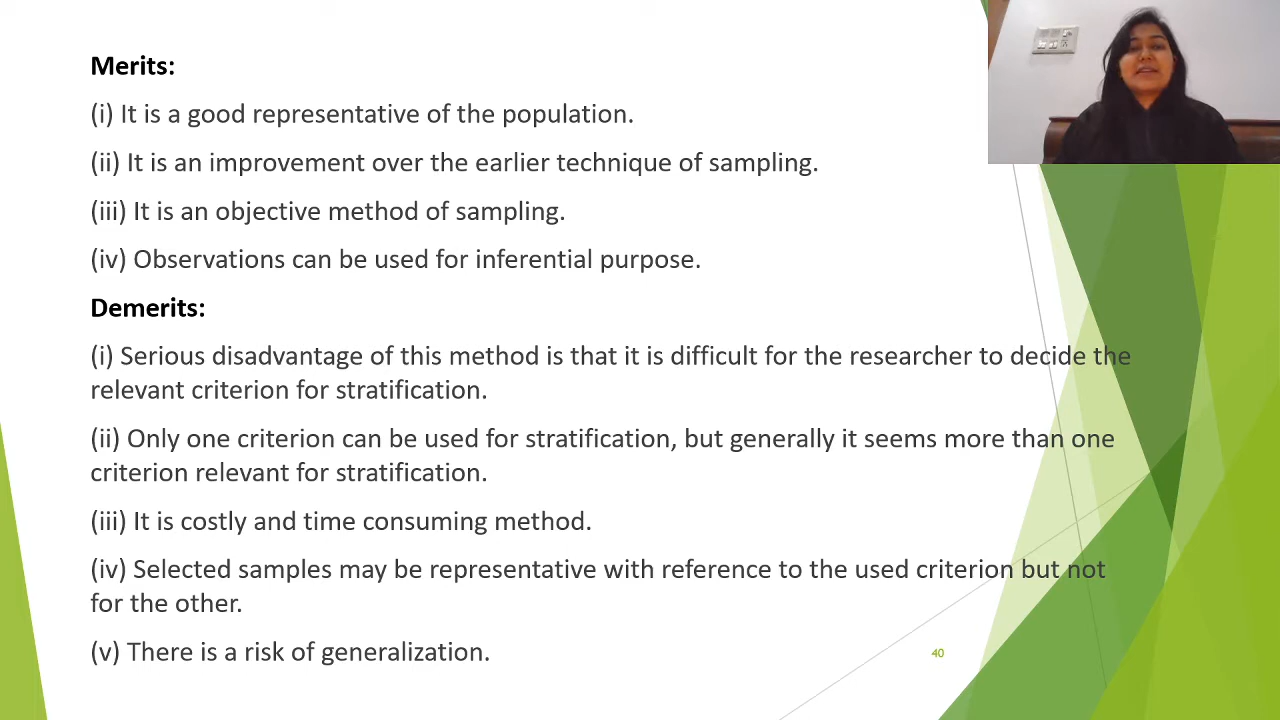 Merits:
(i) It is a good representative of the population.
(ii) It is an improvement over the earlier technique of sampling.
(iii) It is an objective method of sampling.
(iv) Observations can be used for inferential purpose.
Demerits:
(i) Serious disadvantage of this method is that it is difficult for the researcher to decide the
relevant criterion for stratification.
(ii) Only one criterion can be used for stratification, but generally it seems more than one
criterion relevant for stratification.
(iii) It is costly and time consuming method.
(iv) Selected samples may be representative with reference to the used criterion but not
for the other.
(v) There is a risk of generalization.
40